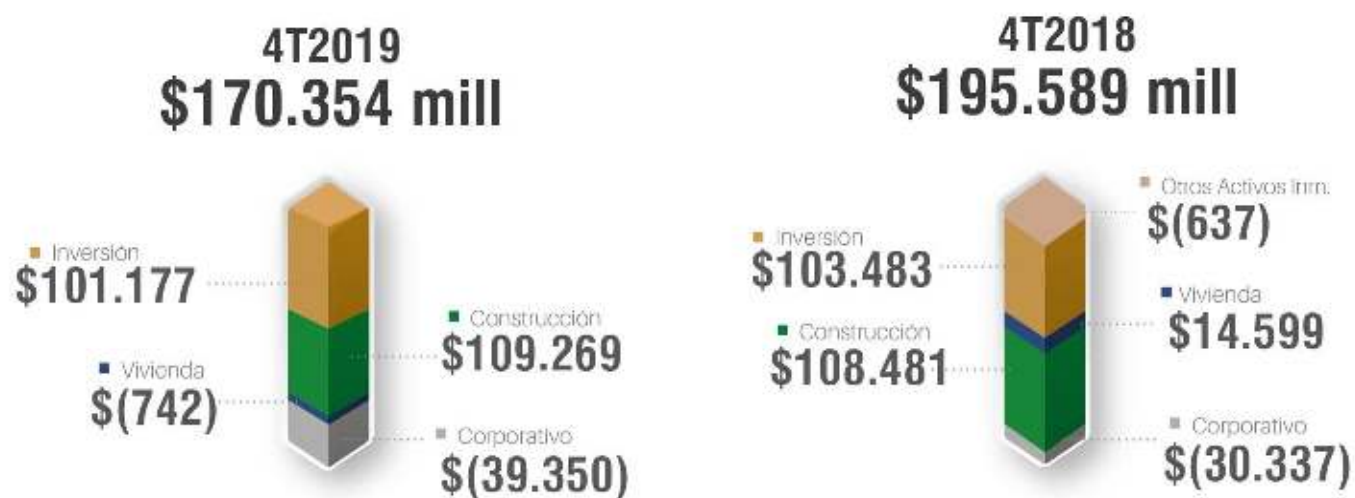 4T2019
$170.354 mill
Inversión
$101.177
Construcción
$109.269
Vivienda
$(742)
Corporativo
$(39.350)
4T2018
$195.589 mill
Otros Activos Inm.
$(637)
Inversión
$103.483
Vivienda
$14.599
Construcción
$108.481
Corporativo
$(30.337)